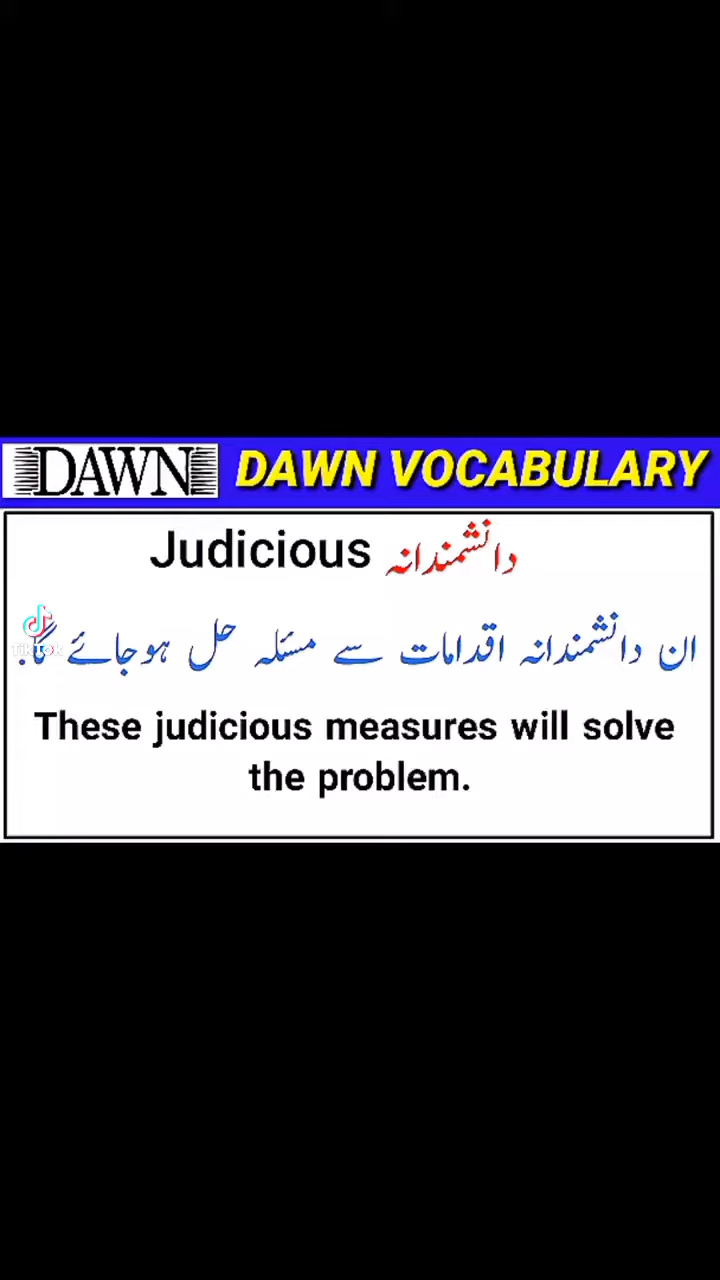 DAWN DAWN VOCABULARY
Judicious دانشمندانہ
ان دانشمندانہ اقدامات سے مسئلہ حل ہوجائے گا۔
TikTok
These judicious measures will solve
the problem.